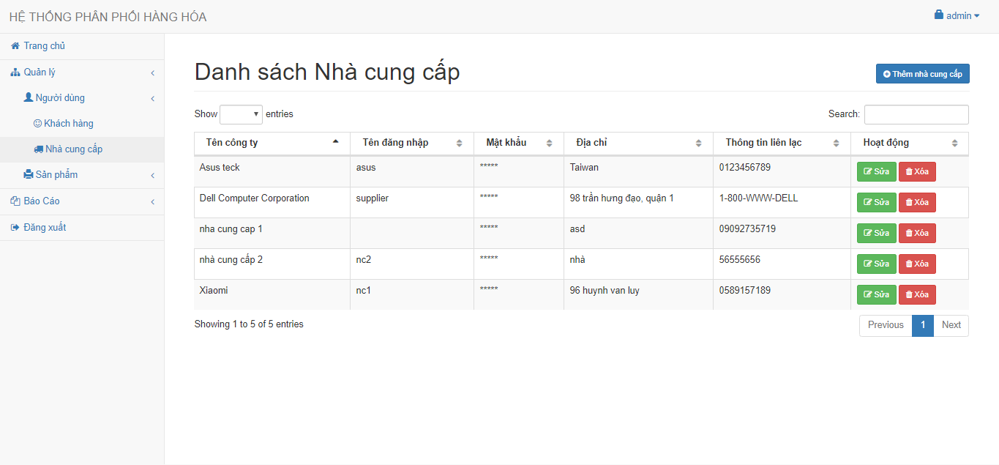 HỆ THỐNG PHÂN PHỐI HÀNG HÓA
admin
Trang chủ
Quản lý
Người dùng
Khách hàng
Nhà cung cấp
Sản phẩm
Báo Cáo
Đăng xuất
Danh sách Nhà cung cấp
Thêm nhà cung cấp
Show entries
Search:
Tên công ty Tên đăng nhập Mật khẩu Địa chỉ Thông tin liên lạc Hoạt động
Asus teck asus ***** Taiwan 0123456789 Sửa Xóa
Dell Computer Corporation supplier ***** 98 trần hưng đạo, quận 1 1-800-WWW-DELL Sửa Xóa
nha cung cap 1 ***** asd 09092735719 Sửa Xóa
nhà cung cấp 2 nc2 ***** nhà 56555656 Sửa Xóa
Xiaomi nc1 ***** 96 huynh van luy 0589157189 Sửa Xóa
Showing 1 to 5 of 5 entries
Previous 1 Next